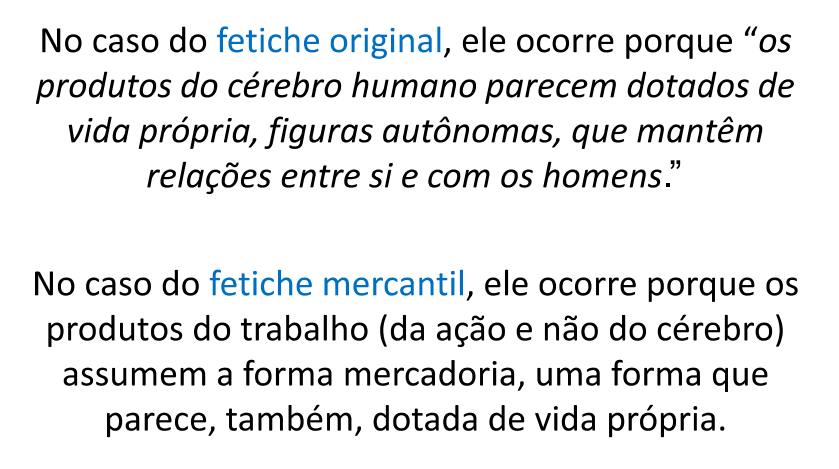 No caso do fetiche original, ele ocorre porque “os
produtos do cérebro humano parecem dotados de
vida própria, figuras autônomas, que mantêm
relações entre si e com os homens.”
No caso do fetiche mercantil, ele ocorre porque os
produtos do trabalho (da ação e não do cérebro)
assumem a forma mercadoria, uma forma que
parece, também, dotada de vida própria.